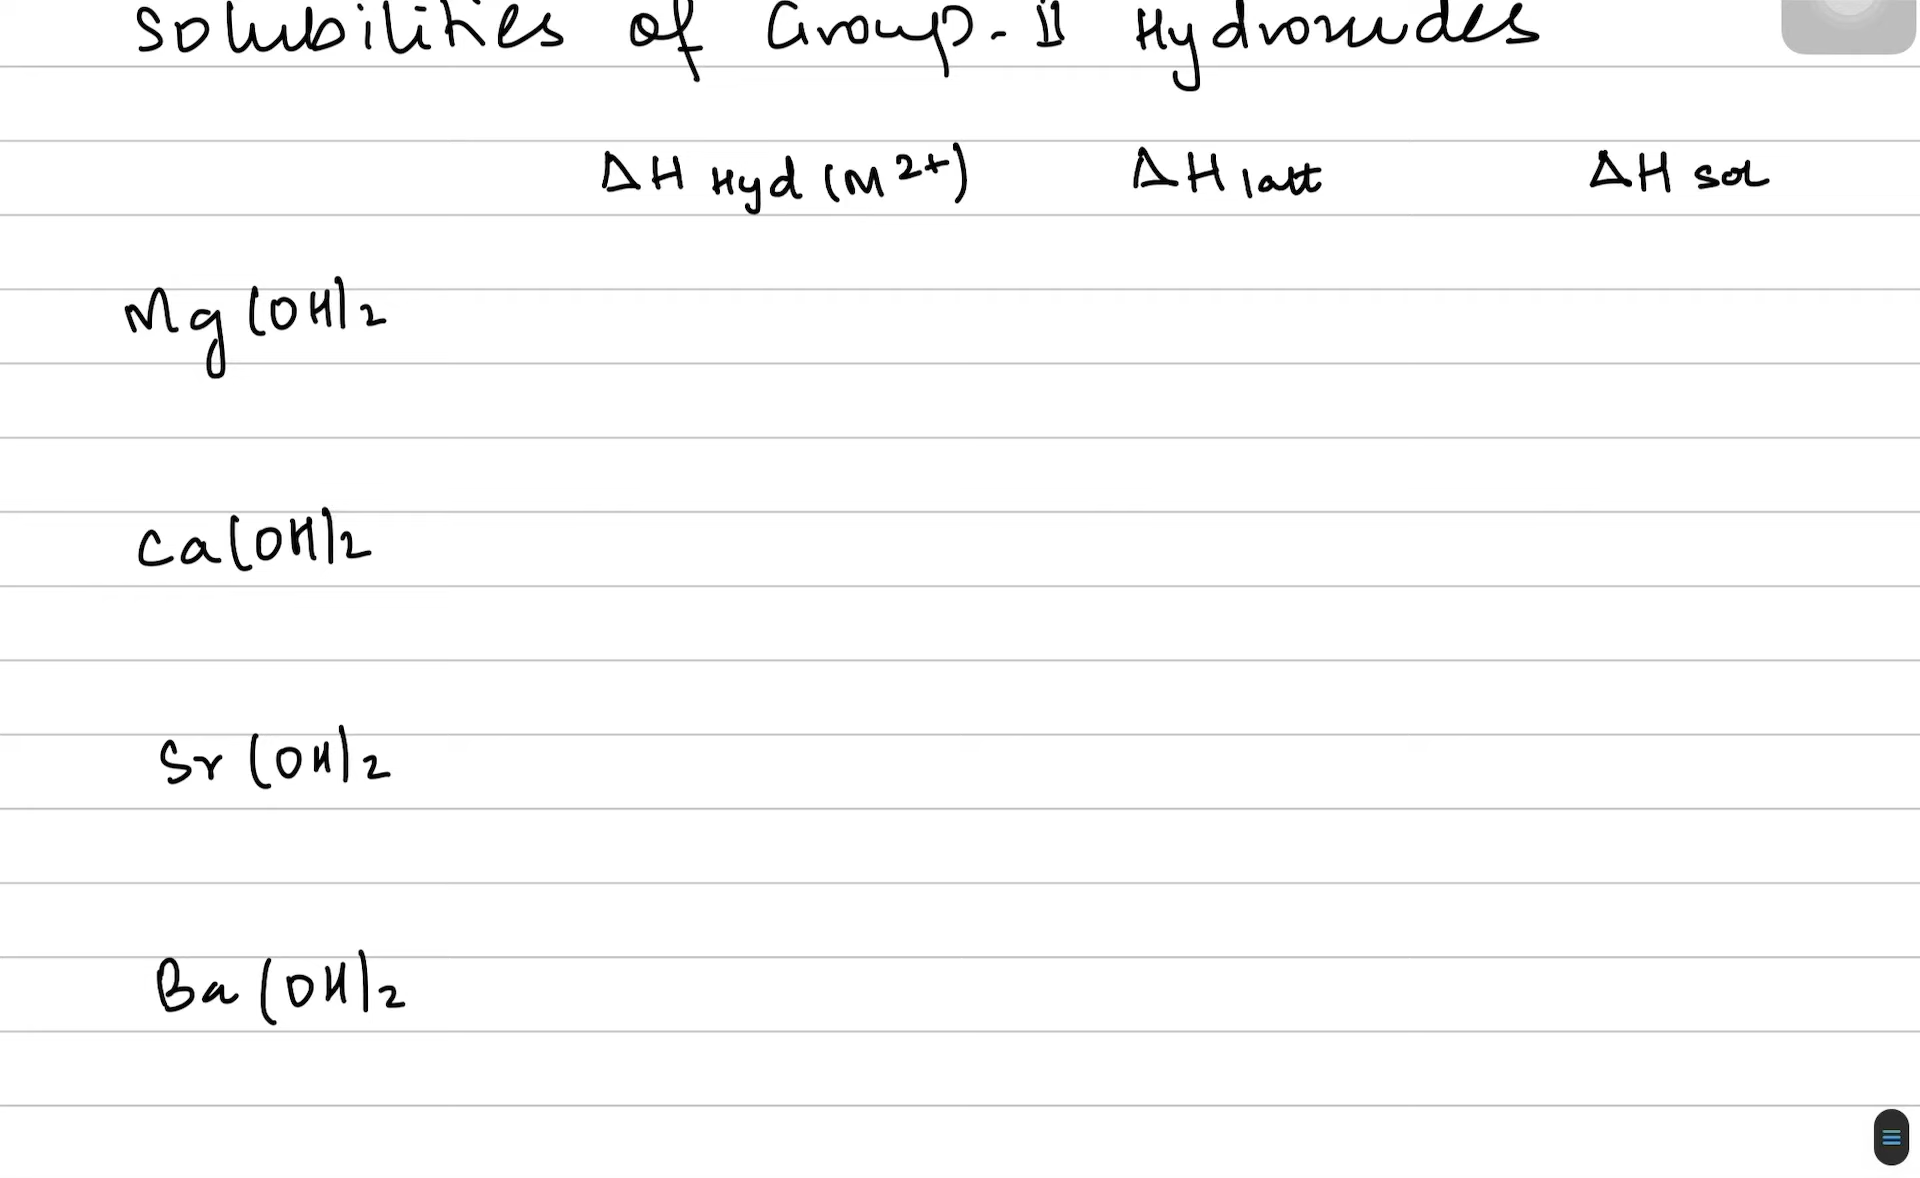 Solubilities of Group-II Hydroxides
ΔH Hyd (M2+) ΔH latt ΔH sol
Mg(OH)2
Ca(OH)2
Sr(OH)2
Ba(OH)2